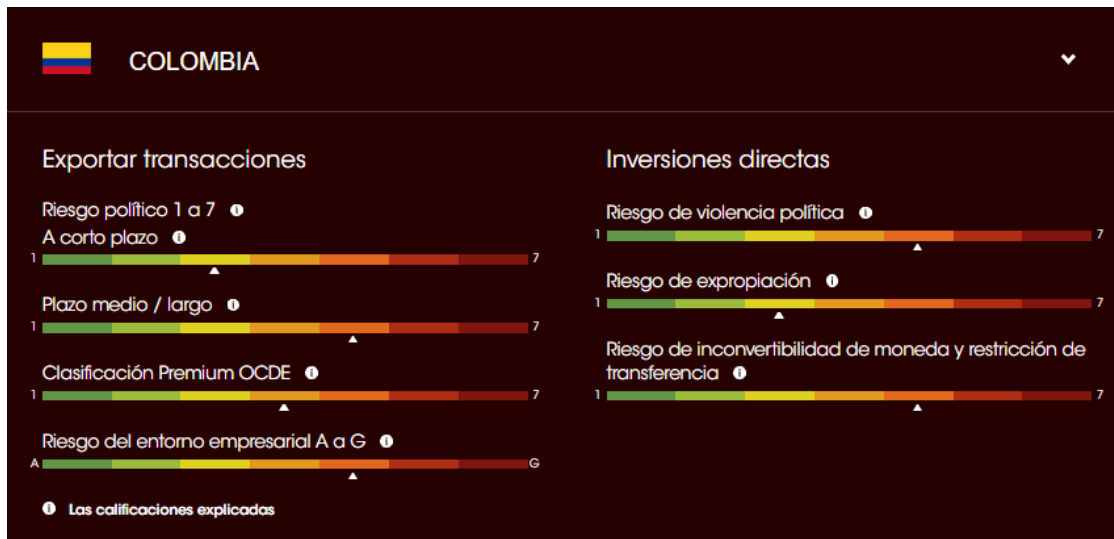 COLOMBIA
Exportar transacciones
Riesgo político 1 a 7
A corto plazo
1 7
Plazo medio / largo
1 7
Clasificación Premium OCDE
1 7
Riesgo del entorno empresarial A a G
A G
Las calificaciones explicadas
Inversiones directas
Riesgo de violencia política
1 7
Riesgo de expropiación
1 7
Riesgo de inconvertibilidad de moneda y restricción de
transferencia
1 7